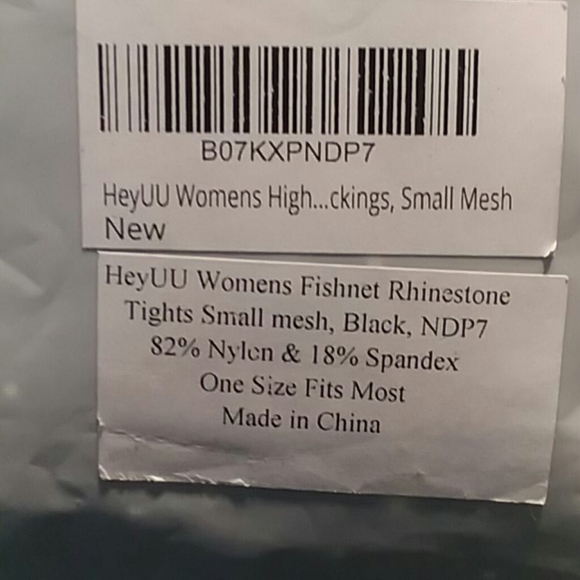 B07KXPNDP7
HeyUU Womens High...ckings, Small Mesh
New
HeyUU Womens Fishnet Rhinestone
Tights Small mesh, Black, NDP7
82% Nylon & 18% Spandex
One Size Fits Most
Made in China